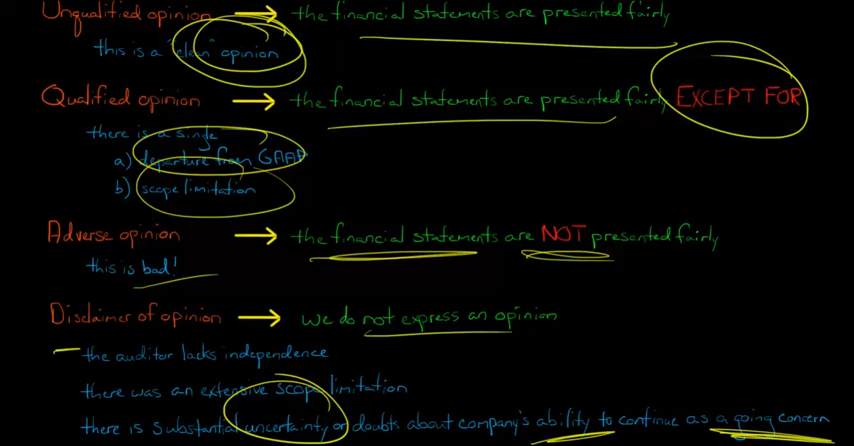 Unqualified opinion → the financial statements are presented fairly
this is a "clean" opinion
Qualified opinion → the financial statements are presented fairly EXCEPT FOR
there is a single
a) departure from GAAP
b) scope limitation
Adverse opinion → the financial statements are NOT presented fairly
this is bad!
Disclaimer of opinion → we do not express an opinion
the auditor lacks independence
there was an extensive scope limitation
there is substantial uncertainty or doubts about company's ability to continue as a going concern